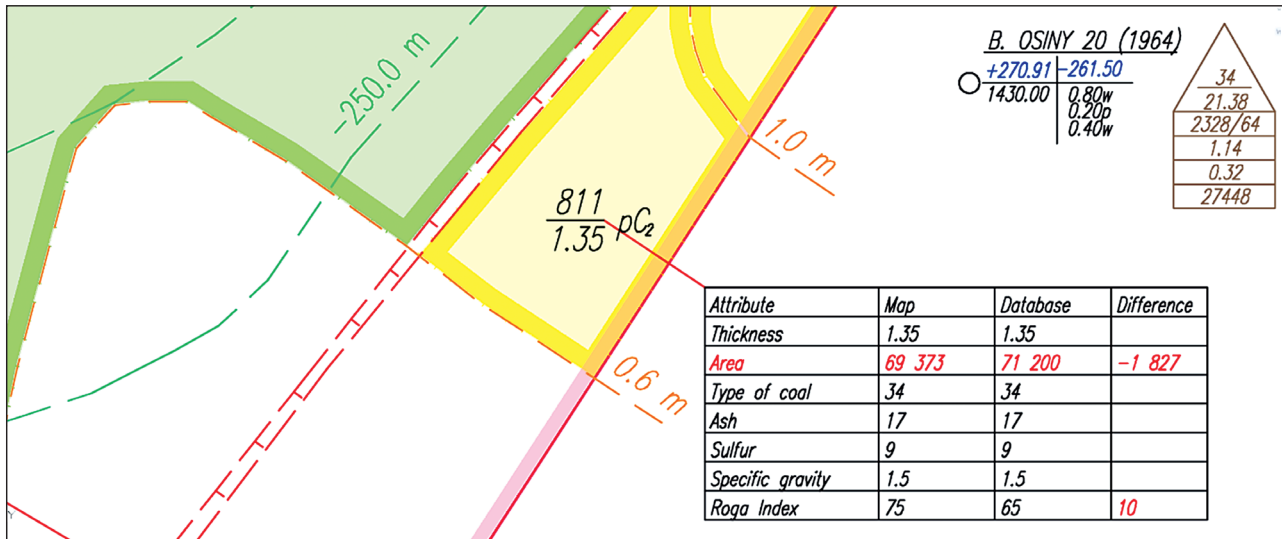 -250.0 m
811
1.35 pC₂
1.0 m
0.6 m
B. OSINY 20 (1964)
+270.91 -261.50
1430.00 0.80w
0.20p
0.40w
34
21.38
2328/64
1.14
0.32
27448
Attribute Map Database Difference
Thickness 1.35 1.35
Area 69 373 71 200 -1 827
Type of coal 34 34
Ash 17 17
Sulfur 9 9
Specific gravity 1.5 1.5
Roga Index 75 65 10